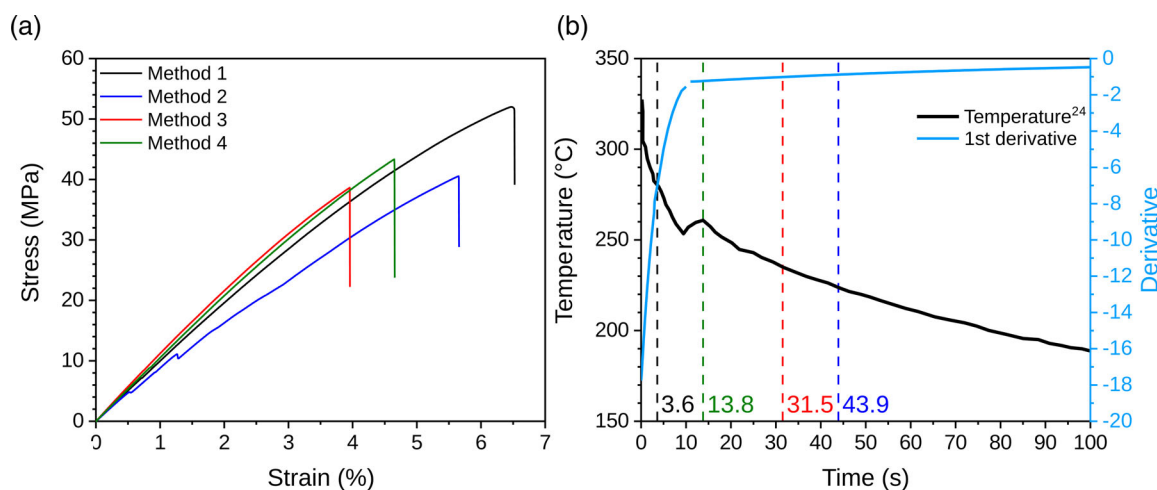 (a)
60
50
40
30
20
10
0
Stress (MPa)
Method 1
Method 2
Method 3
Method 4
0 1 2 3 4 5 6 7
Strain (%)
(b)
350
300
250
200
150
Temperature (°C)
Temperature24
1st derivative
3.6 13.8 31.5 43.9
0 10 20 30 40 50 60 70 80 90 100
Time (s)
0
-2
-4
-6
-8
-10
-12
-14
-16
-18
-20
Derivative